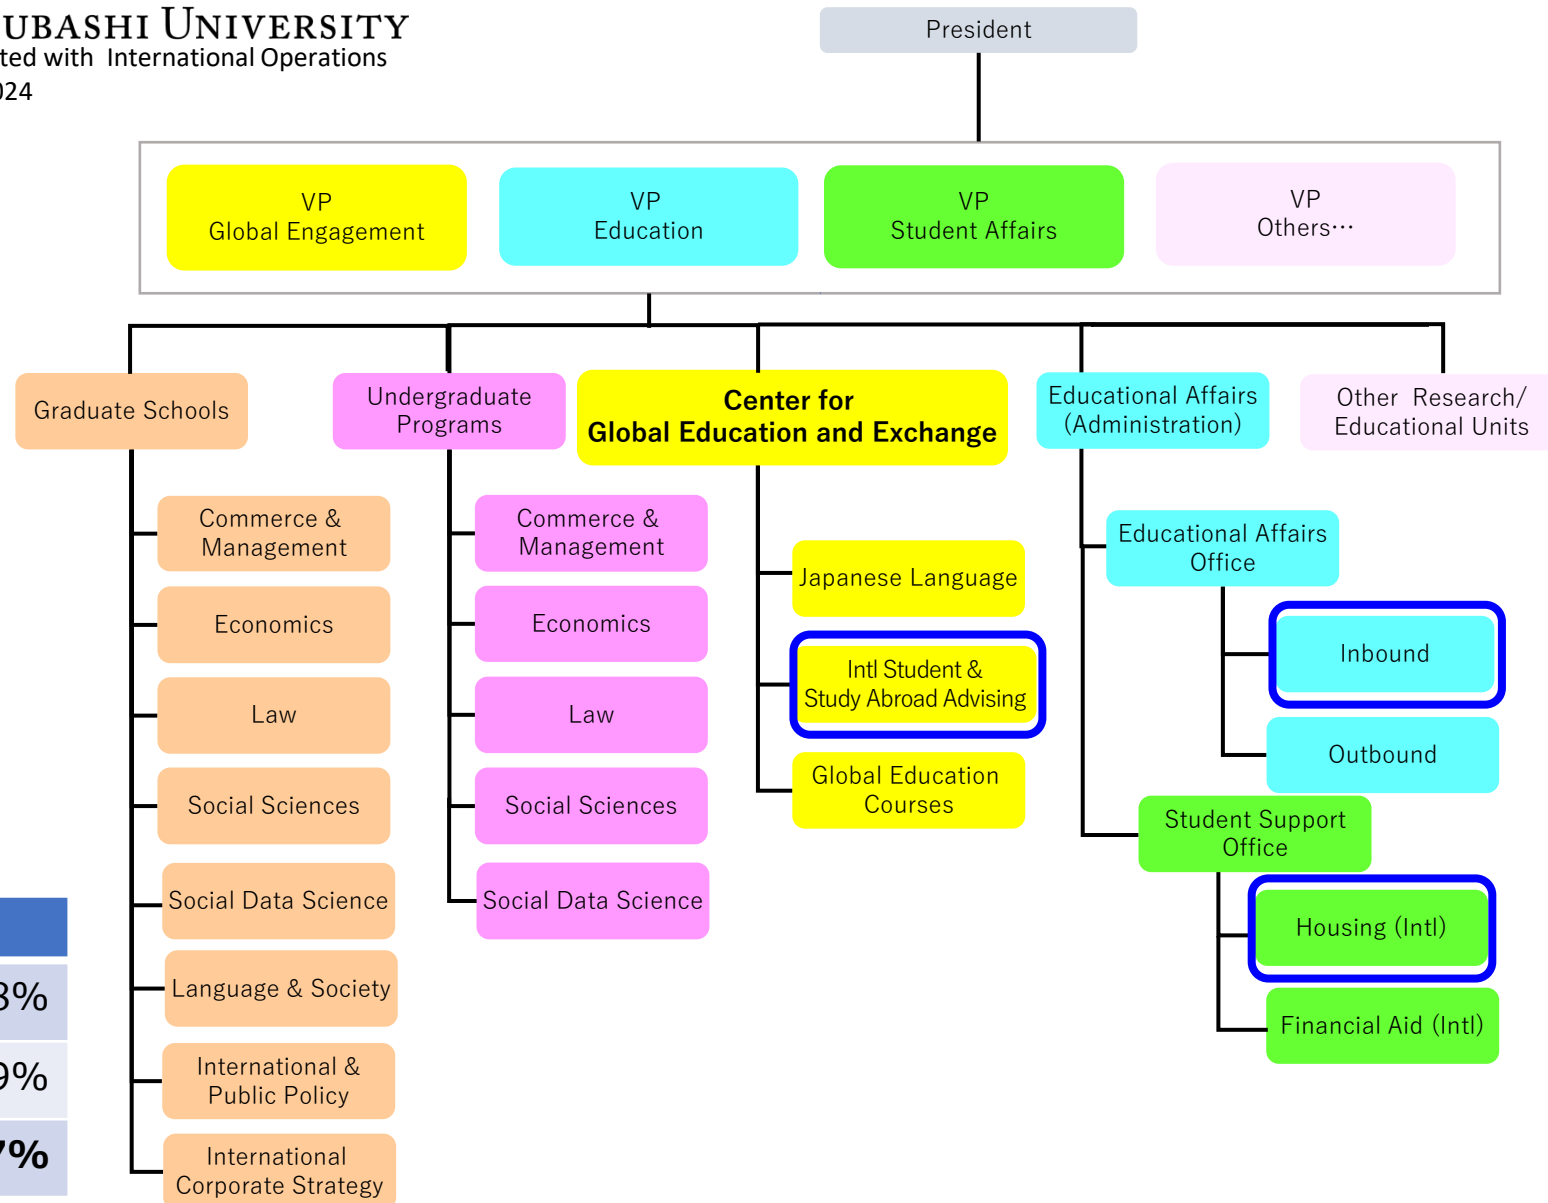 UBASHI UNIVERSITY
ted with International Operations
024
President
VP
Global Engagement
VP
Education
VP
Student Affairs
VP
Others…
Graduate Schools
Undergraduate
Programs
Center for
Global Education and Exchange
Educational Affairs
(Administration)
Other Research/
Educational Units
Commerce &
Management
Economics
Law
Social Sciences
Social Data Science
Language & Society
International &
Public Policy
International
Corporate Strategy
Commerce &
Management
Economics
Law
Social Sciences
Social Data Science
Japanese Language
Intl Student &
Study Abroad Advising
Global Education
Courses
Educational Affairs
Office
Inbound
Outbound
Student Support
Office
Housing (Intl)
Financial Aid (Intl)
8%
9%
7%